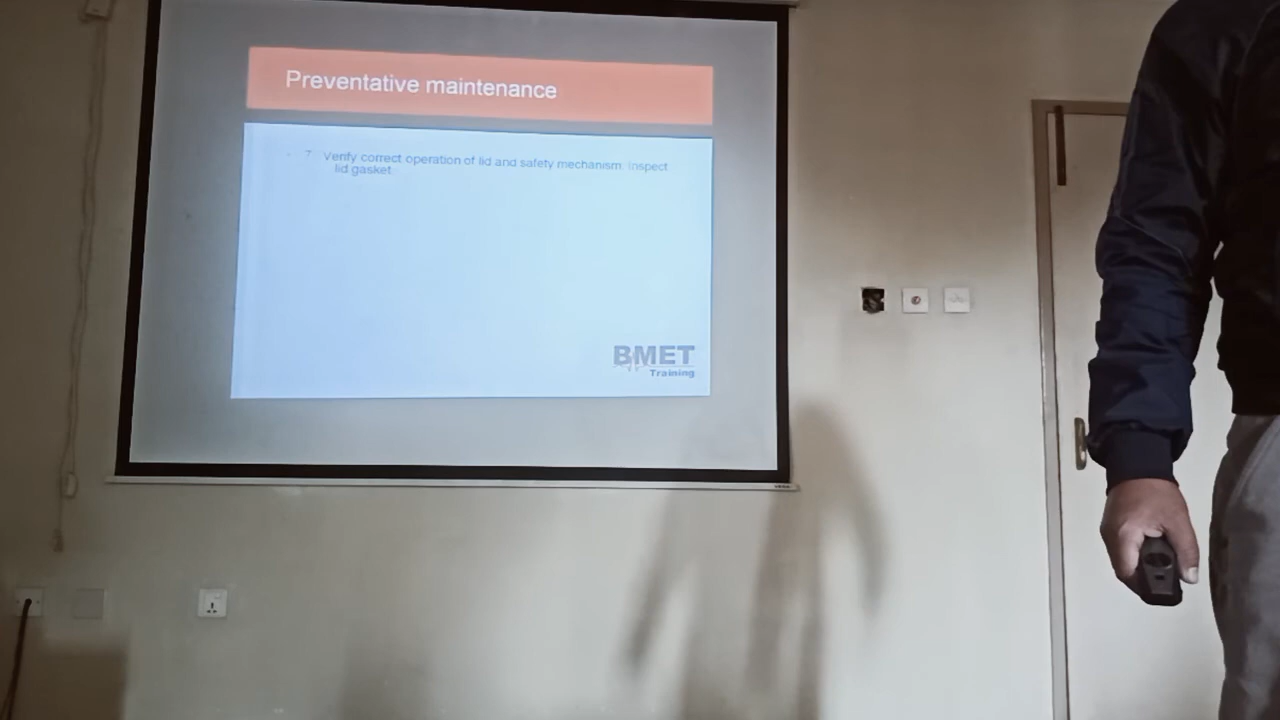 Preventative maintenance
7. Verify correct operation of lid and safety mechanism. Inspect
lid gasket.
BMET
Training